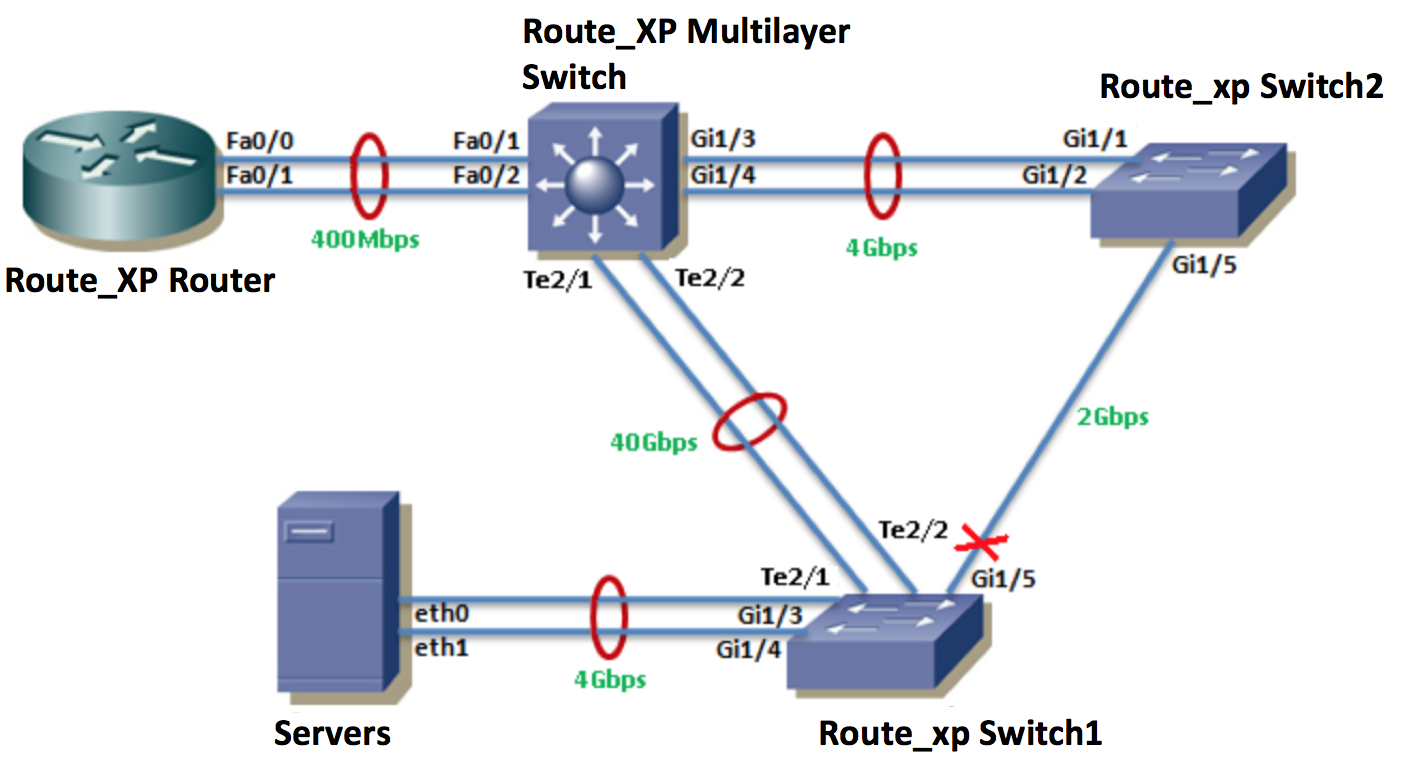 Route_XP Multilayer
Switch
Route_xp Switch2
Fa0/0
Fa0/1
Fa0/1
Fa0/2
Gi1/3
Gi1/4
Gi1/1
Gi1/2
400Mbps
4Gbps
Route_XP Router
Te2/1
Te2/2
Gi1/5
2Gbps
40Gbps
Te2/2
Te2/1
Gi1/5
eth0
eth1
Gi1/3
Gi1/4
4Gbps
Servers
Route_xp Switch1